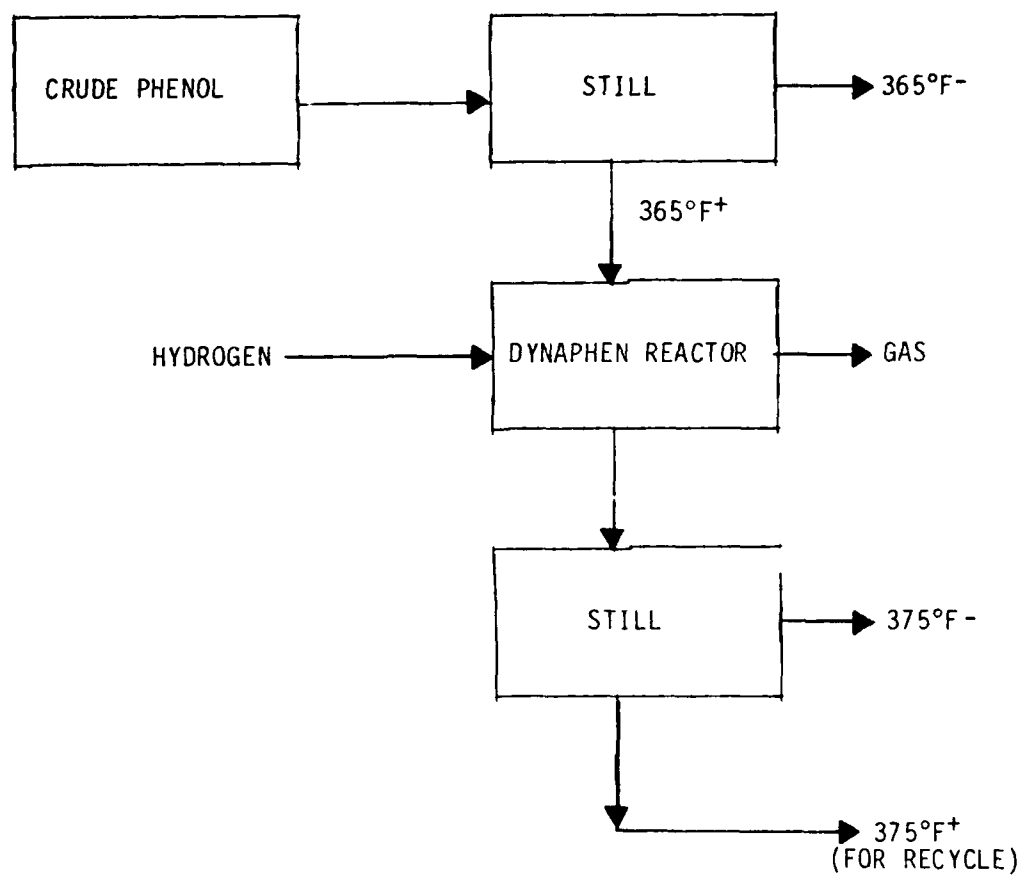 CRUDE PHENOL
STILL
365°F-
365°F+
HYDROGEN
DYNAPHEN REACTOR
GAS
STILL
375°F-
375°F+
(FOR RECYCLE)